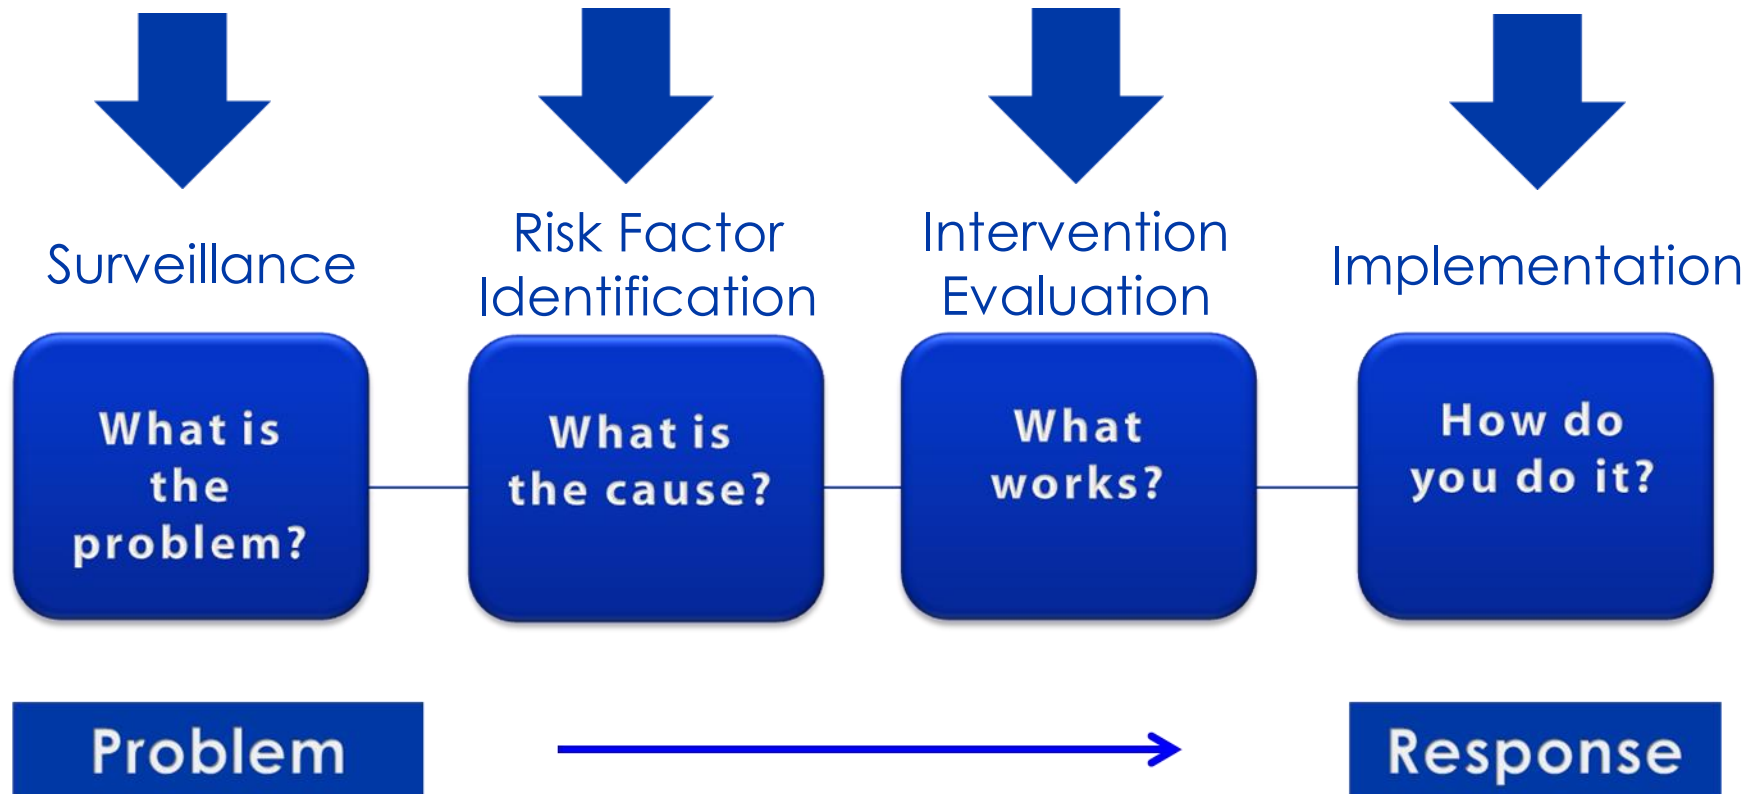 Surveillance
Risk Factor
Identification
Intervention
Evaluation
Implementation
What is
the
problem?
What is
the cause?
What
works?
How do
you do it?
Problem
Response